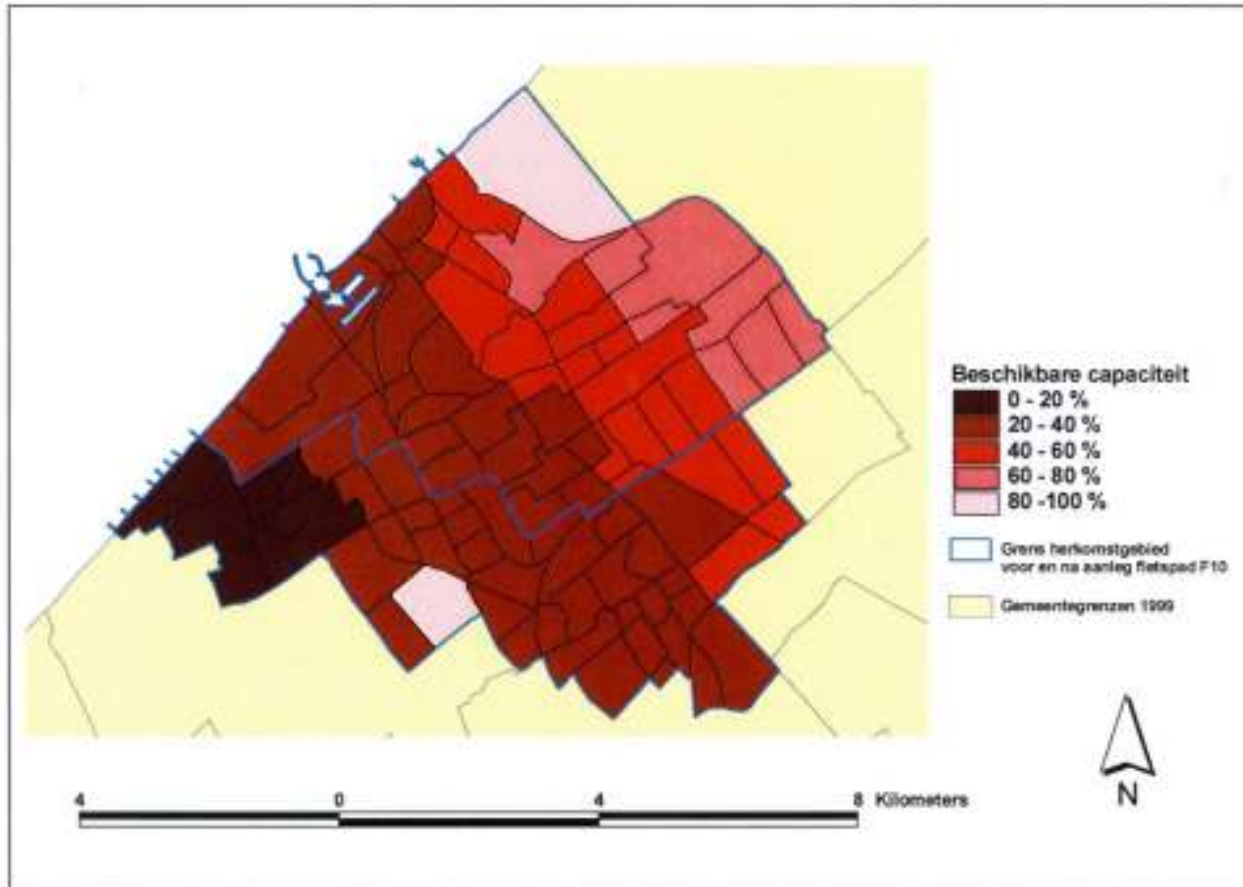 Beschikbare capaciteit
0 - 20 %
20 - 40 %
40 - 60 %
60 - 80 %
80 -100 %
Grens herkomstgebied
voor en na aanleg fietspad F10
Gemeentegrenzen 1999
N
4 0 4 8 Kilometers